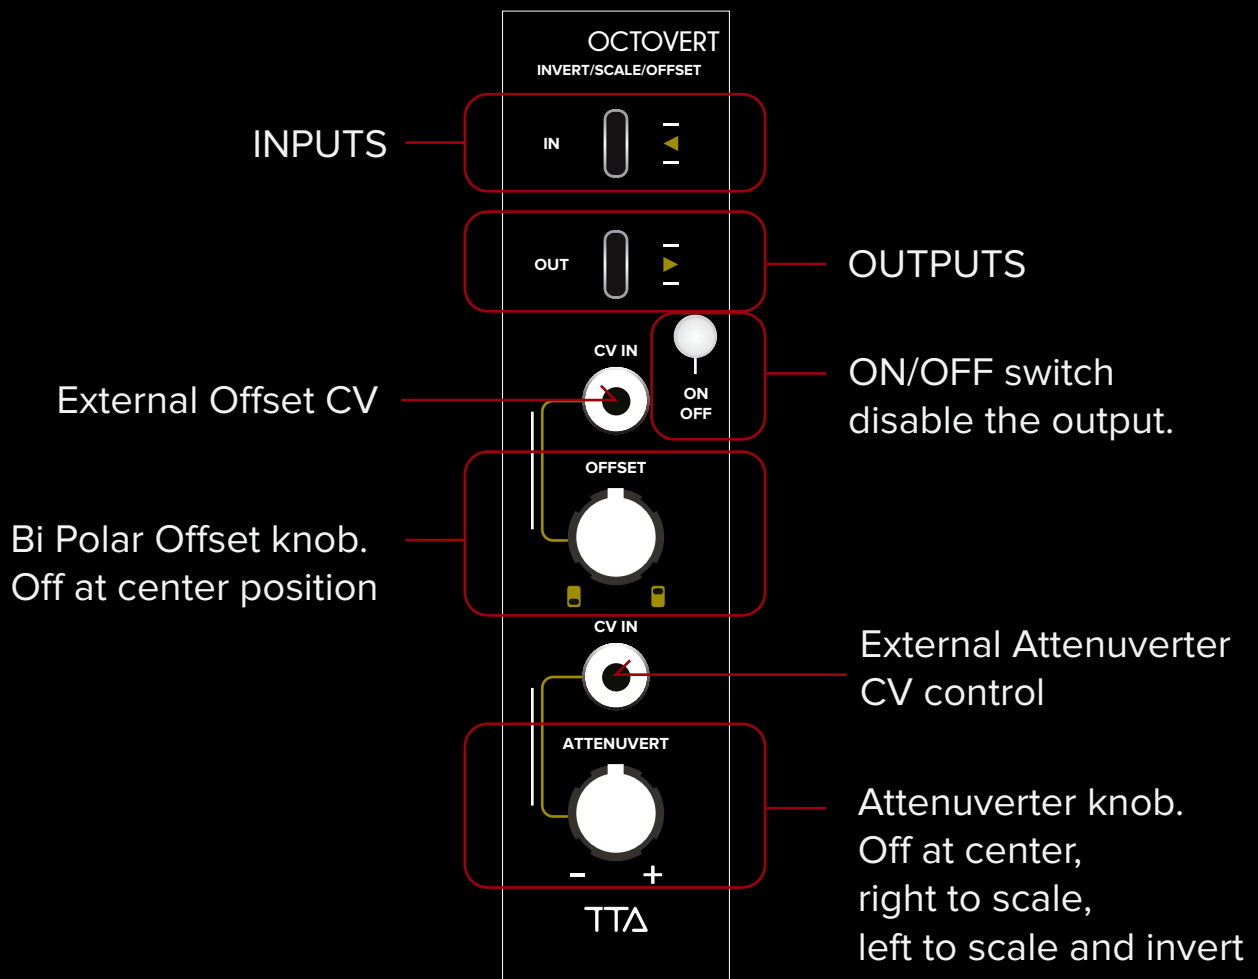 OCTOVERT
INVERT/SCALE/OFFSET
INPUTS
IN
OUT
OUTPUTS
CV IN
ON
OFF
ON/OFF switch
disable the output.
External Offset CV
OFFSET
Bi Polar Offset knob.
Off at center position
CV IN
External Attenuverter
CV control
ATTENUVERT
- +
Attenuverter knob.
Off at center,
right to scale,
left to scale and invert
TTA